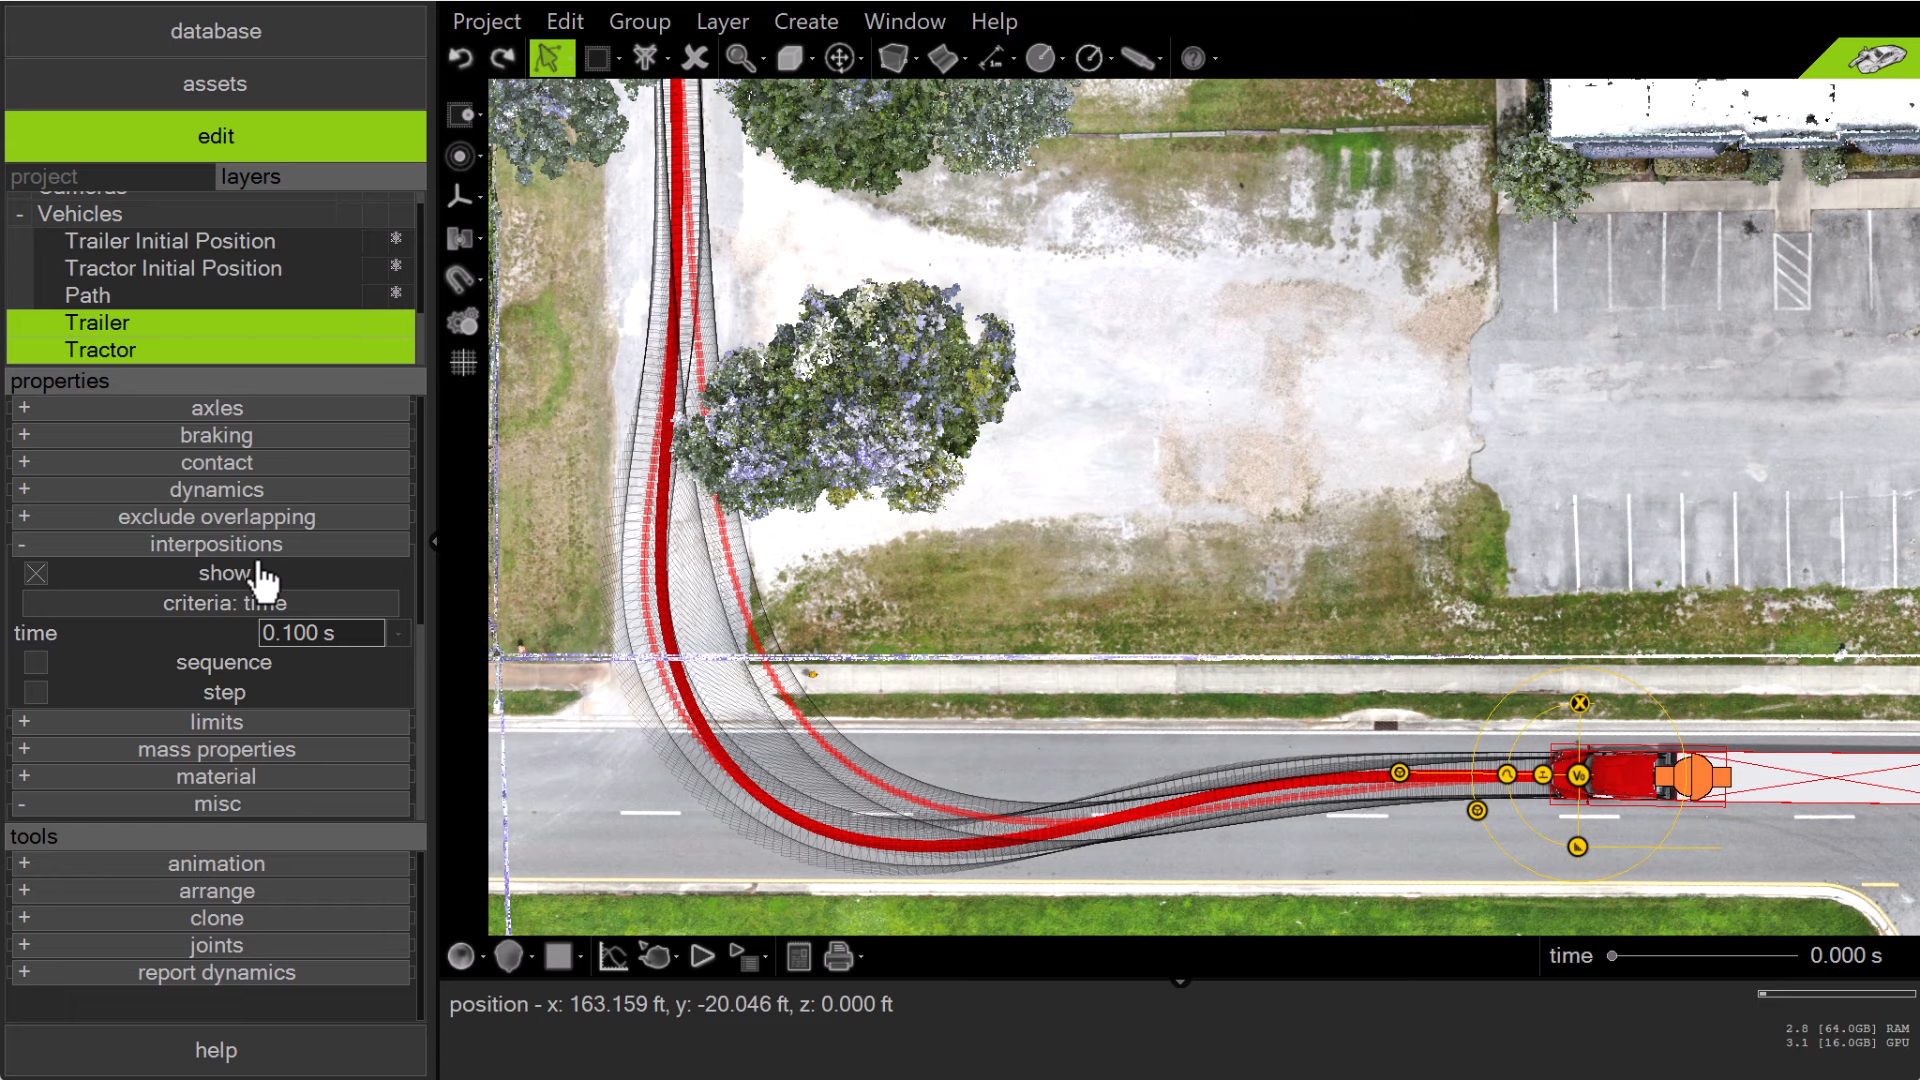 database
assets
edit
project layers
Cameras
- Vehicles
Trailer Initial Position
Tractor Initial Position
Path
Trailer
Tractor
properties
+ axles
+ braking
+ contact
+ dynamics
+ exclude overlapping
- interpositions
show
criteria: time
time 0.100 s
sequence
step
+ limits
+ mass properties
+ material
- misc
tools
+ animation
+ arrange
+ clone
+ joints
+ report dynamics
help
Project Edit Group Layer Create Window Help
1m
V₀
time 0.000 s
position - x: 163.159 ft, y: -20.046 ft, z: 0.000 ft
2.8 [64.0GB] RAM
3.1 [16.0GB] GPU